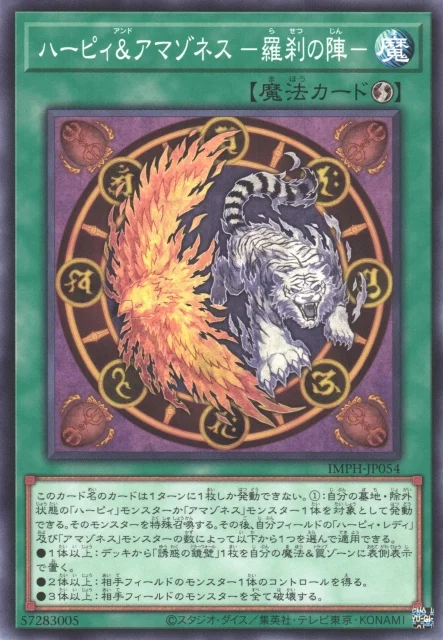 ハーピィ&アマゾネス －羅刹の陣－ 魔
【魔法カード】
IMPH-JP054
このカード名のカードは1ターンに1枚しか発動できない。①:自分の墓地・除外
状態の「ハーピィ」モンスターか「アマゾネス」モンスター1体を対象として発動
できる。そのモンスターを特殊召喚する。その後、自分フィールドの「ハーピィ・レディ」
及び「アマゾネス」モンスターの数によって以下から1つを選んで適用できる。
●1体以上:デッキから「誘惑の鏡壁」1枚を自分の魔法&罠ゾーンに表側表示
で置く。
●2体以上:相手フィールドのモンスター1体のコントロールを得る。
●3体以上:相手フィールドのモンスターを全て破壊する。
57283005 ©スタジオ・ダイス/集英社・テレビ東京・KONAMI